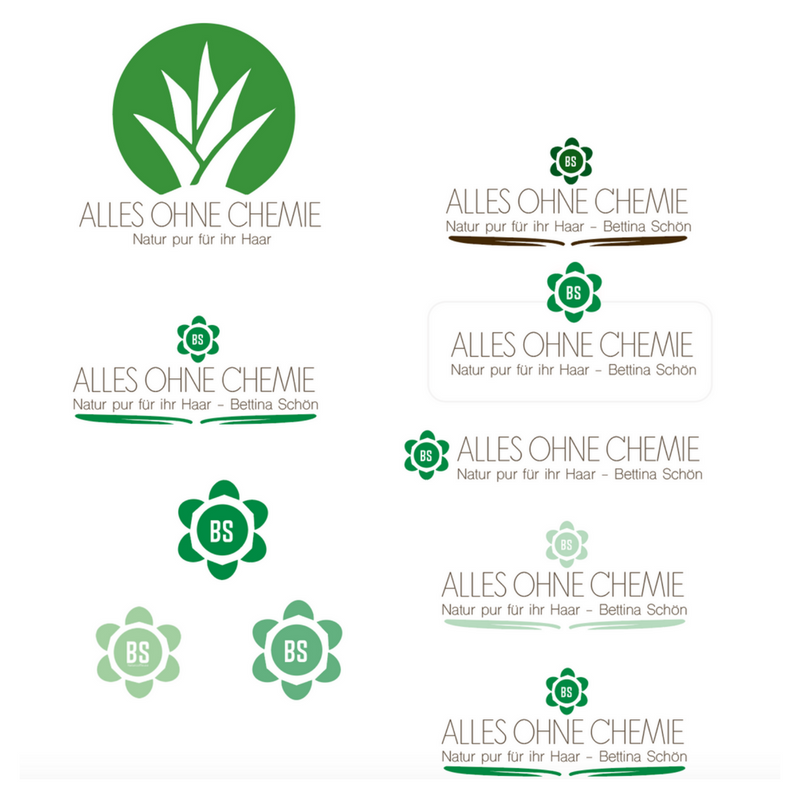 ALLES OHNE CHEMIE
Natur pur für ihr Haar
BS
ALLES OHNE CHEMIE
Natur pur für ihr Haar – Bettina Schön
BS
BS
BS
BS
ALLES OHNE CHEMIE
Natur pur für ihr Haar – Bettina Schön
BS
ALLES OHNE CHEMIE
Natur pur für ihr Haar – Bettina Schön
BS
ALLES OHNE CHEMIE
Natur pur für ihr Haar – Bettina Schön
BS
ALLES OHNE CHEMIE
Natur pur für ihr Haar – Bettina Schön
BS
ALLES OHNE CHEMIE
Natur pur für ihr Haar – Bettina Schön